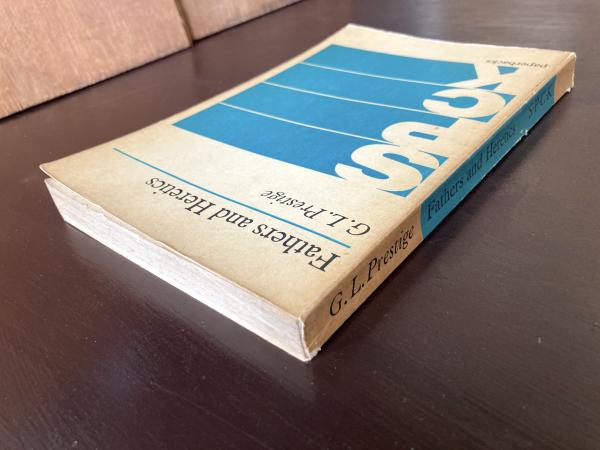 Fathers and Heretics
G. L. Prestige
SPCK
paperbacks
G. L. Prestige Fathers and Heretics SPCK